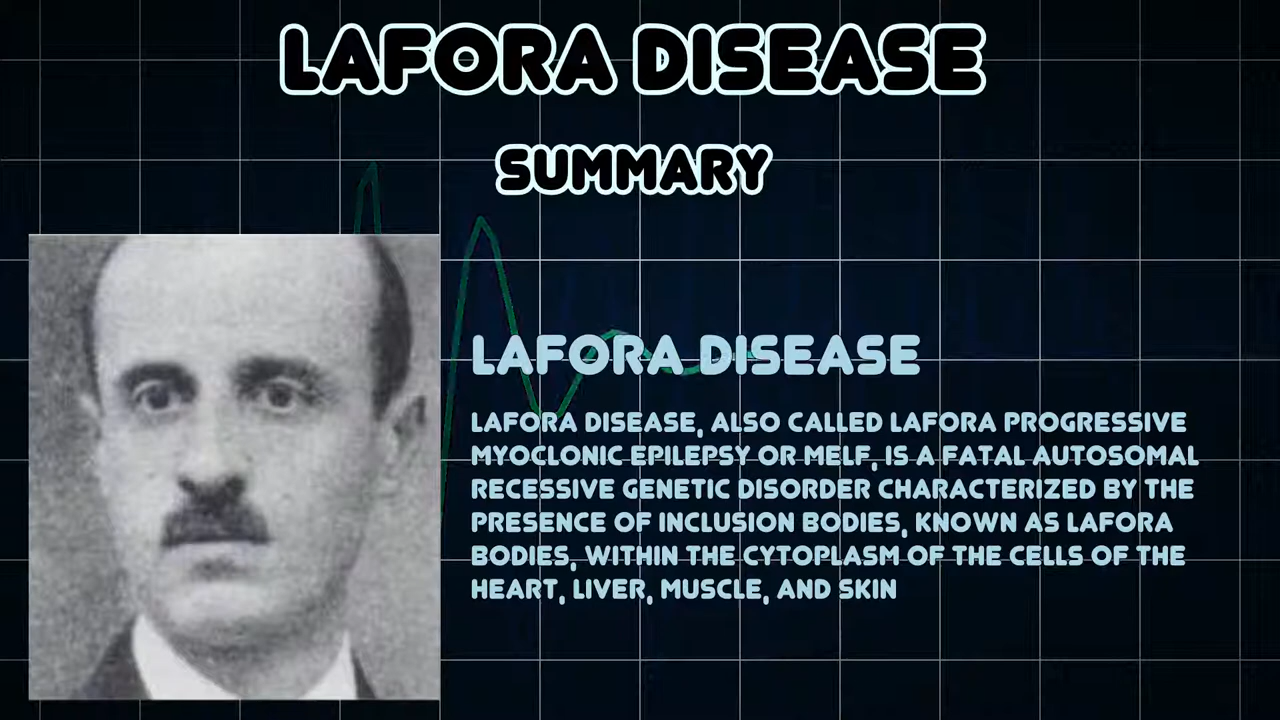 LAFORA DISEASE
SUMMARY
LAFORA DISEASE
LAFORA DISEASE, ALSO CALLED LAFORA PROGRESSIVE
MYOCLONIC EPILEPSY OR MELF, IS A FATAL AUTOSOMAL
RECESSIVE GENETIC DISORDER CHARACTERIZED BY THE
PRESENCE OF INCLUSION BODIES, KNOWN AS LAFORA
BODIES, WITHIN THE CYTOPLASM OF THE CELLS OF THE
HEART, LIVER, MUSCLE, AND SKIN